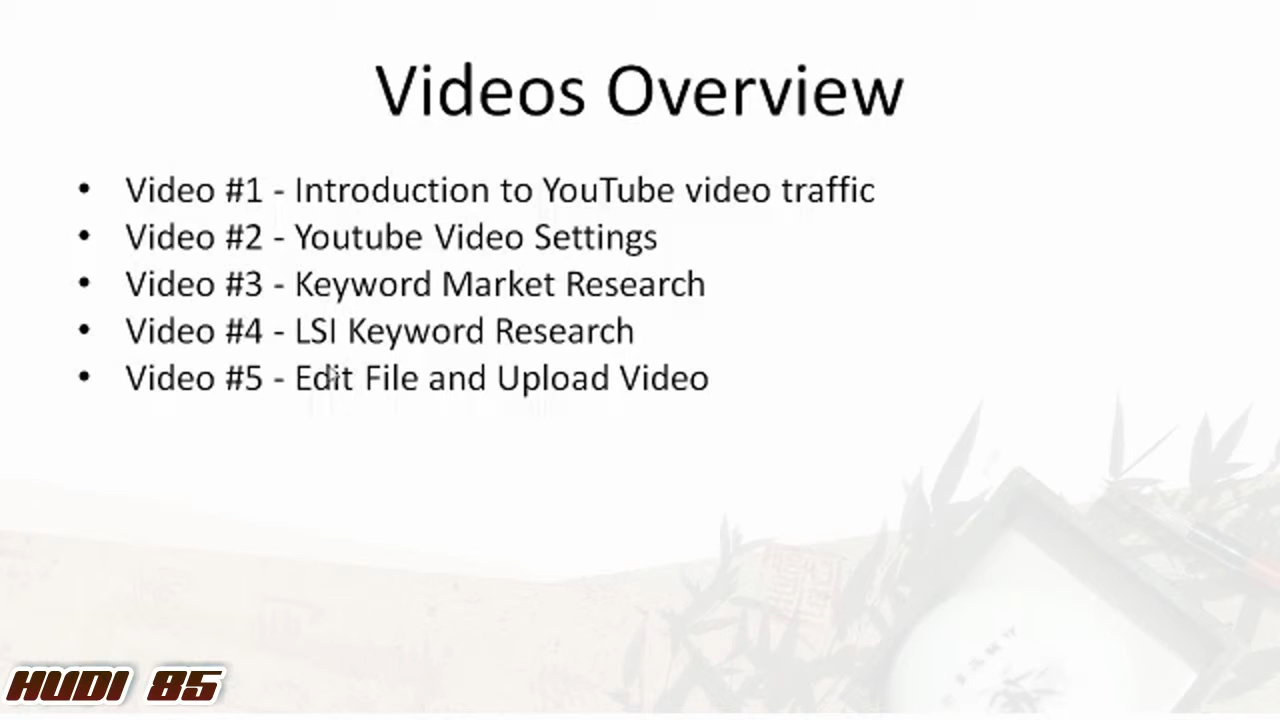 Videos Overview
• Video #1 - Introduction to YouTube video traffic
• Video #2 - Youtube Video Settings
• Video #3 - Keyword Market Research
• Video #4 - LSI Keyword Research
• Video #5 - Edit File and Upload Video
HUDI 85